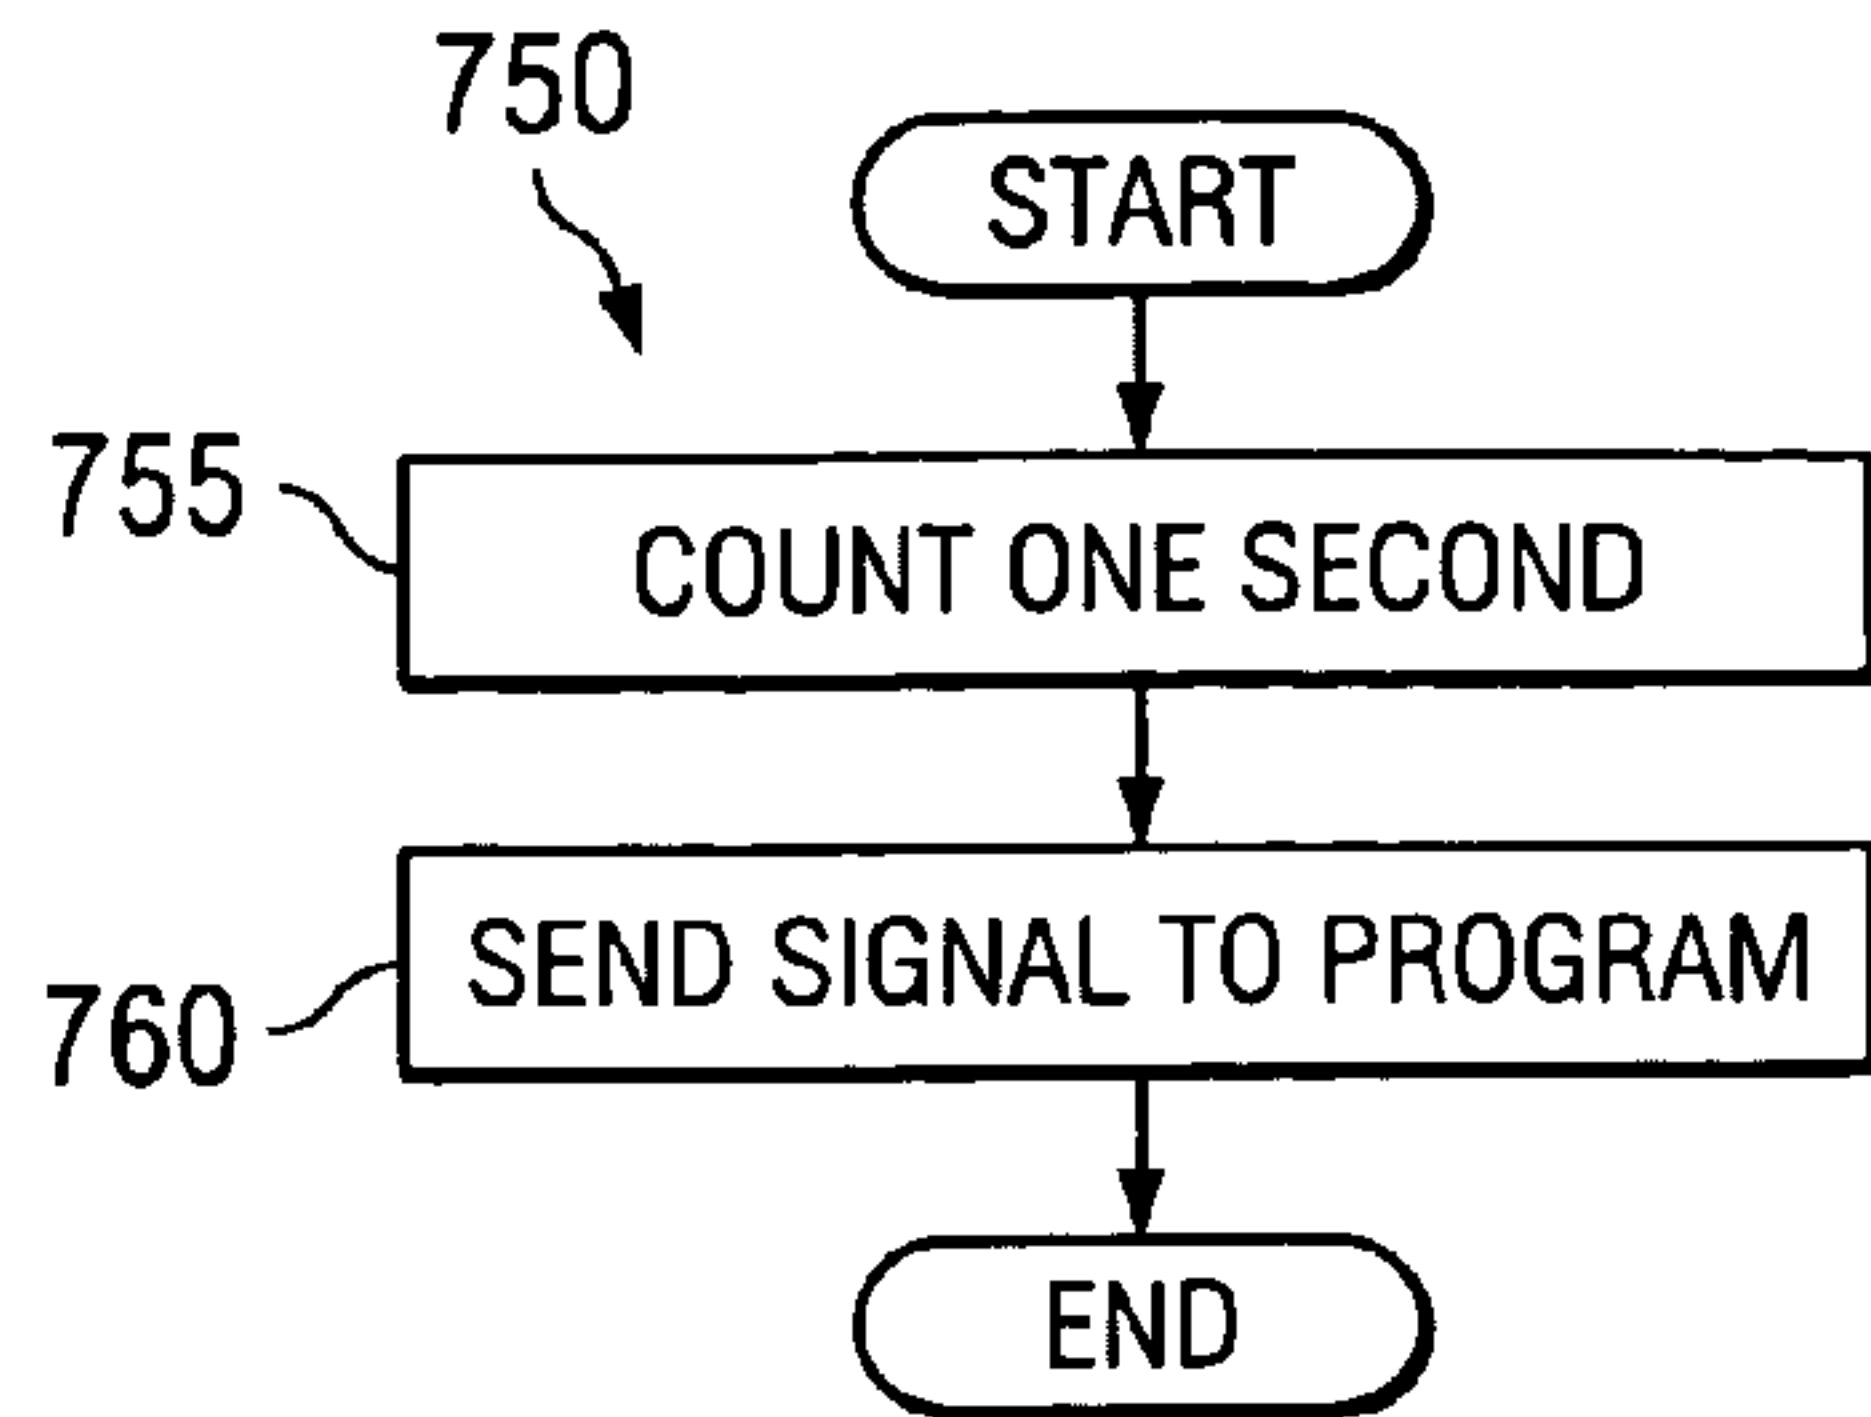 750
START
755
COUNT ONE SECOND
SEND SIGNAL TO PROGRAM
760
END